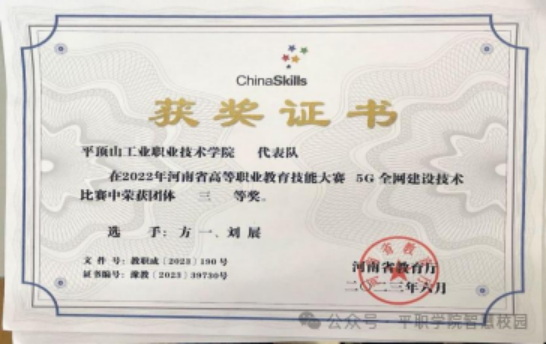 ChinaSkills
获奖证书
平顶山工业职业技术学院 代表队
在2022年河南省高等职业教育技能大赛 5G全网建设技术
比赛中荣获团体 三 等奖。
选 手:方 一、刘 展
文 件 号:教职成〔2023〕190号
证书编号:豫教〔2023〕39730号
河南省教育厅
二〇二三年六月
公众号 · 平职学院智慧校园